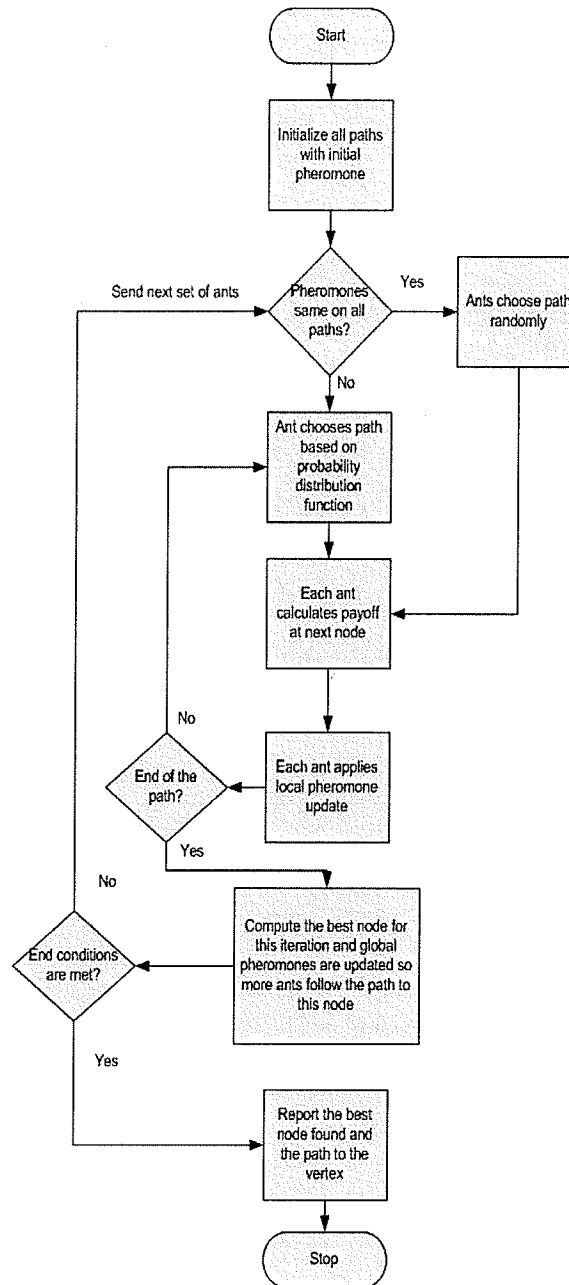 Start
Initialize all paths
with initial
pheromone
Send next set of ants
Pheromones
same on all
paths?
Yes
Ants choose path
randomly
No
Ant chooses path
based on
probability
distribution
function
Each ant
calculates payoff
at next node
No
End of the
path?
Each ant applies
local pheromone
update
Yes
No
Compute the best node for
this iteration and global
pheromones are updated so
more ants follow the path to
this node
End conditions
are met?
Yes
Report the best
node found and
the path to the
vertex
Stop